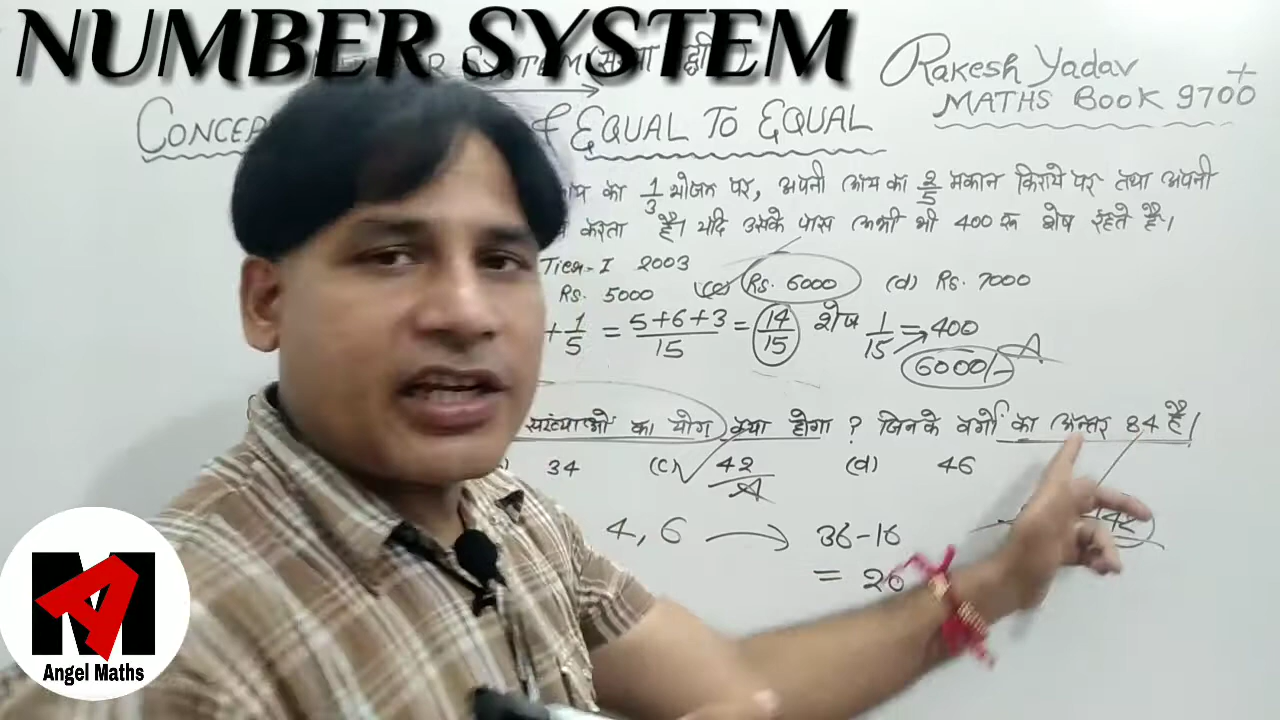 NUMBER SYSTEM
SYSTEM
Rakesh Yadav
MATHS BOOK 9700+
EQUAL TO EQUAL
का 1/3 भोजन पर, अपनी आय का 2/5 मकान किराये पर तथा अपनी
करता है। यदि उसके पास अभी भी 400 रू शेष रहते है।
Tier-I 2003
Rs. 5000 (c) Rs. 6000 (d) Rs. 7000
+ 1/5 = 5+6+3/15 = 14/15 शेष 1/15 = 400
6000/-
संख्याओं का योग क्या होगा ? जिनके वर्गों का अन्तर 84 है।
34 (c) 42 (d) 46
4, 6 → 36-16
= 20
Angel Maths